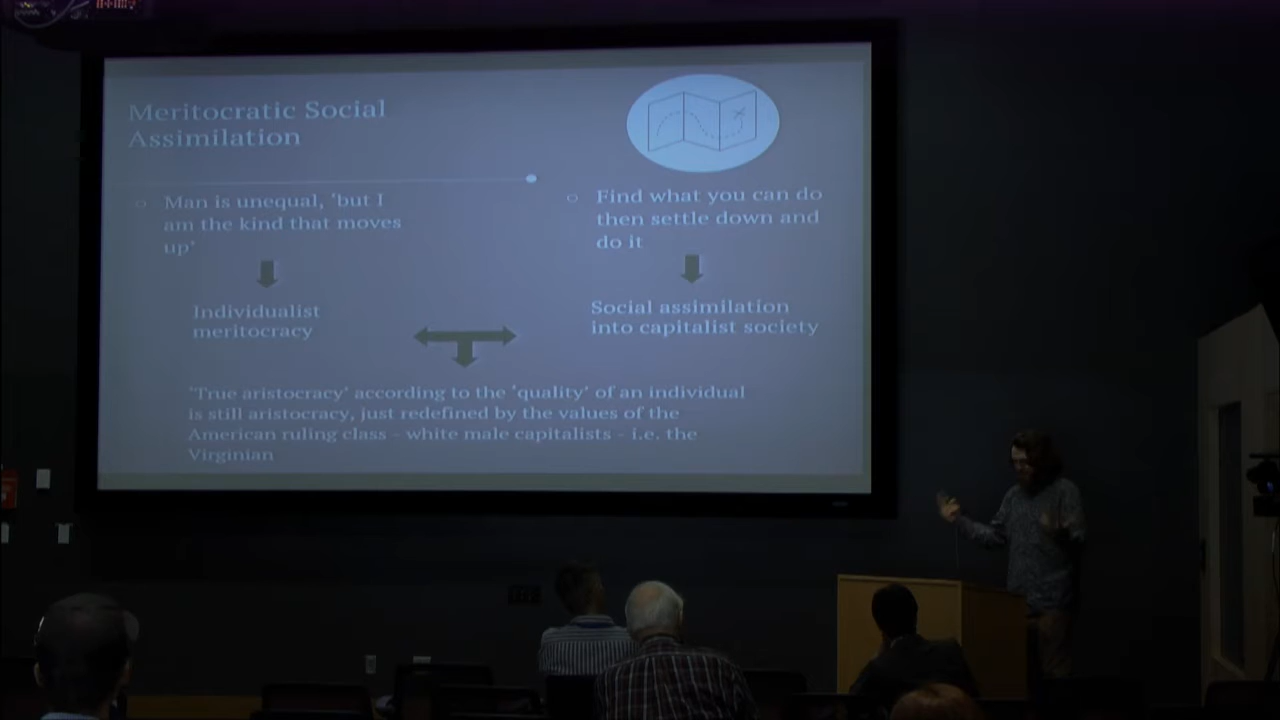 Meritocratic Social
Assimilation
Man is unequal, 'but I
am the kind that moves
up'
Individualist
meritocracy
Find what you can do
then settle down and
do it
Social assimilation
into capitalist society
'True aristocracy' according to the 'quality' of an individual
is still aristocracy, just redefined by the values of the
American ruling class - white male capitalists - i.e. the
Virginian